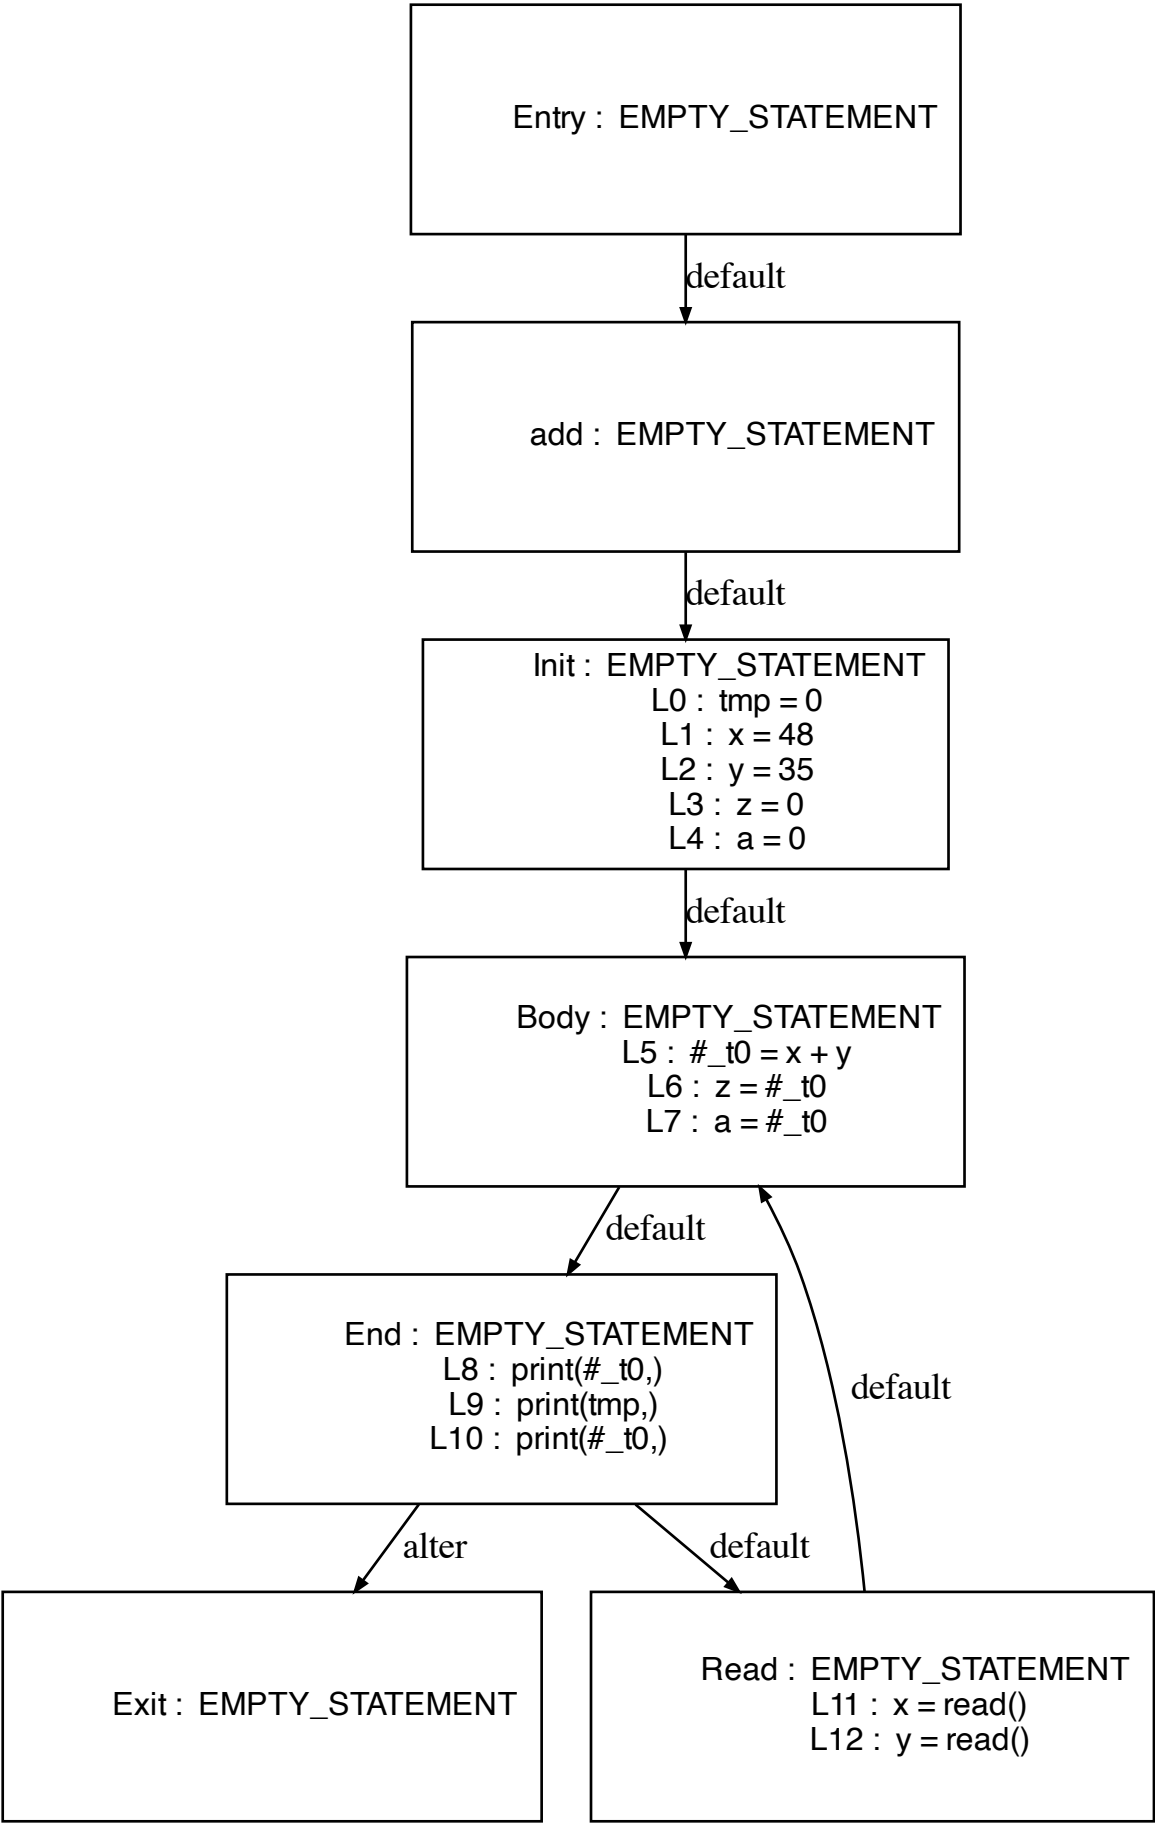 Entry : EMPTY_STATEMENT
default
add : EMPTY_STATEMENT
default
Init : EMPTY_STATEMENT
L0 : tmp = 0
L1 : x = 48
L2 : y = 35
L3 : z = 0
L4 : a = 0
default
Body : EMPTY_STATEMENT
L5 : #_t0 = x + y
L6 : z = #_t0
L7 : a = #_t0
default
End : EMPTY_STATEMENT
L8 : print(#_t0,)
L9 : print(tmp,)
L10 : print(#_t0,)
default
alter
default
Exit : EMPTY_STATEMENT
Read : EMPTY_STATEMENT
L11 : x = read()
L12 : y = read()